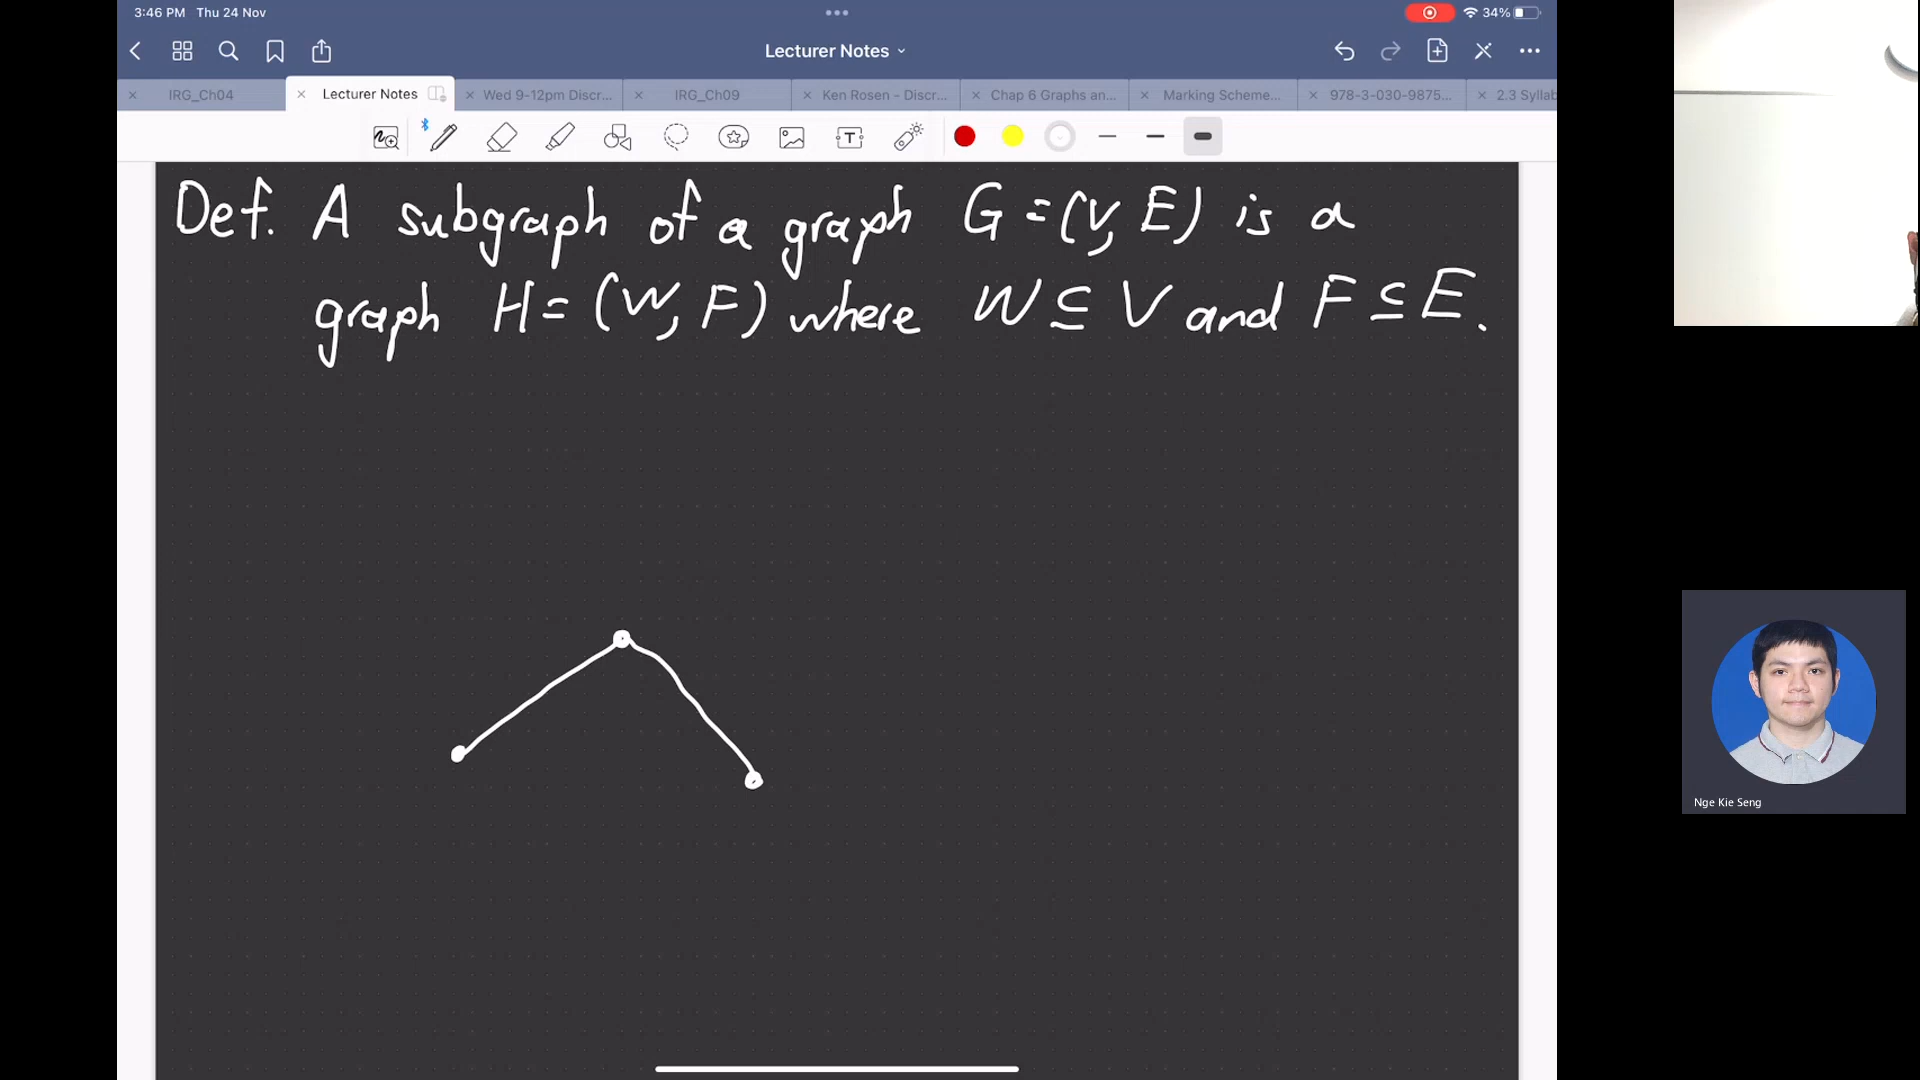 3:46 PM Thu 24 Nov
34%
Lecturer Notes
IRG_Ch04
Lecturer Notes
Wed 9-12pm Discr...
IRG_Ch09
Ken Rosen - Discr...
Chap 6 Graphs an...
Marking Scheme...
978-3-030-9875...
2.3 Syllab
T
Def. A subgraph of a graph G = (V, E) is a
graph H = (W, F) where W ⊆ V and F ⊆ E.
Nge Kie Seng